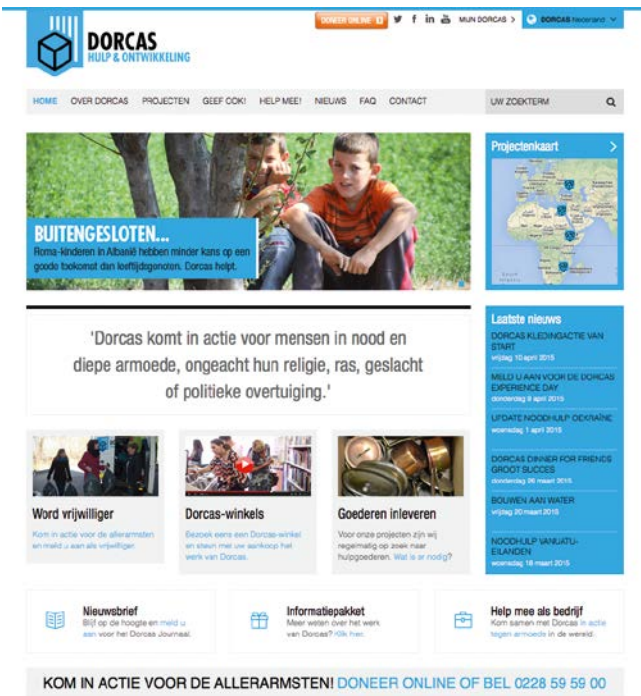 DORCAS
HULP & ONTWIKKELING
DONEER ONLINE
MIJN DORCAS >
DORCAS Nederland
HOME OVER DORCAS PROJECTEN GEEF OOK! HELP MEE! NIEUWS FAQ CONTACT
UW ZOEKTERM
BUITENGESLOTEN...
Roma-kinderen in Albanië hebben minder kans op een
goede toekomst dan leeftijdsgenoten. Dorcas helpt.
Projectenkaart
'Dorcas komt in actie voor mensen in nood en
diepe armoede, ongeacht hun religie, ras, geslacht
of politieke overtuiging.'
Laatste nieuws
DORCAS KLEDINGACTIE VAN
START
vrijdag 10 april 2015
MELD U AAN VOOR DE DORCAS
EXPERIENCE DAY
donderdag 9 april 2015
UPDATE NOODHULP OEKRAÏNE
woensdag 1 april 2015
DORCAS DINNER FOR FRIENDS
GROOT SUCCES
donderdag 26 maart 2015
BOUWEN AAN WATER
vrijdag 20 maart 2015
NOODHULP VANUATU-
EILANDEN
woensdag 18 maart 2015
Word vrijwilliger
Kom in actie voor de allerarmsten
en meld u aan als vrijwilliger.
Dorcas-winkels
Bezoek eens een Dorcas-winkel
en steun met uw aankoop het
werk van Dorcas.
Goederen inleveren
Voor onze projecten zijn wij
regelmatig op zoek naar
hulpgoederen. Wat is er nodig?
Nieuwsbrief
Blijf op de hoogte en meld u
aan voor het Dorcas Journaal.
Informatiepakket
Meer weten over het werk
van Dorcas? Klik hier.
Help mee als bedrijf
Kom samen met Dorcas in actie
tegen armoede in de wereld.
KOM IN ACTIE VOOR DE ALLERARMSTEN! DONEER ONLINE OF BEL 0228 59 59 00